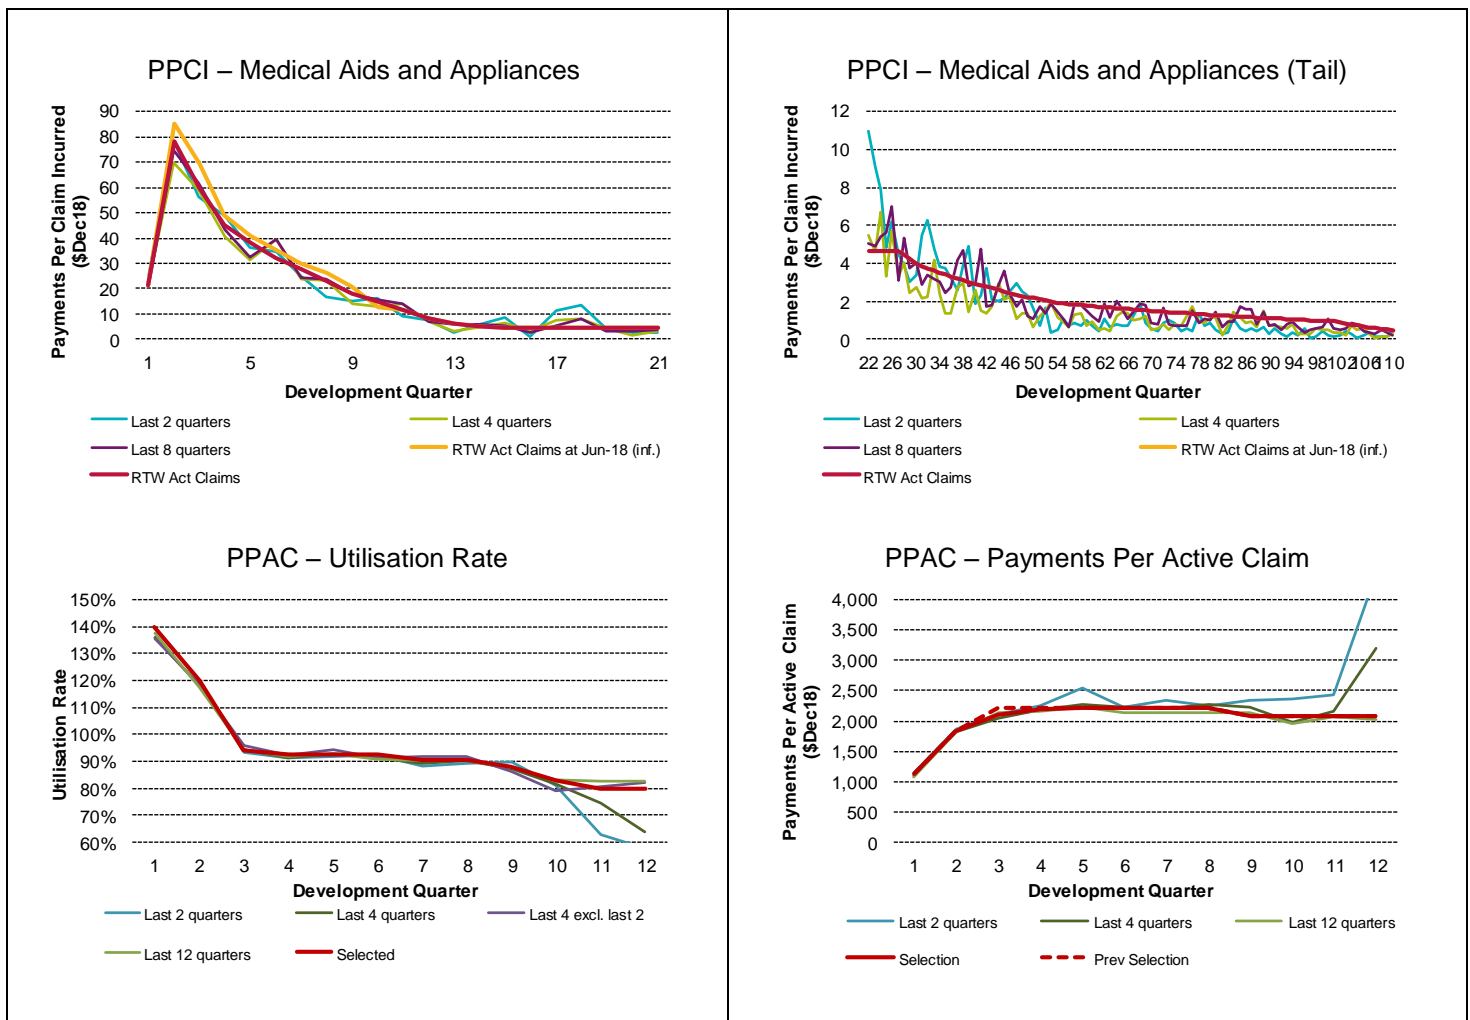 PPCI – Medical Aids and Appliances
Payments Per Claim Incurred
($Dec18)
90
80
70
60
50
40
30
20
10
0
1 5 9 13 17 21
Development Quarter
Last 2 quarters
Last 4 quarters
Last 8 quarters
RTW Act Claims at Jun-18 (inf.)
RTW Act Claims
PPCI – Medical Aids and Appliances (Tail)
Payments Per Claim Incurred
($Dec18)
12
10
8
6
4
2
0
22 26 30 34 38 42 46 50 54 58 62 66 70 74 78 82 86 90 94 98 102 106 110
Development Quarter
Last 2 quarters
Last 4 quarters
Last 8 quarters
RTW Act Claims at Jun-18 (inf.)
RTW Act Claims
PPAC – Utilisation Rate
Utilisation Rate
150%
140%
130%
120%
110%
100%
90%
80%
70%
60%
1 2 3 4 5 6 7 8 9 10 11 12
Development Quarter
Last 2 quarters
Last 4 quarters
Last 4 excl. last 2
Last 12 quarters
Selected
PPAC – Payments Per Active Claim
Payments Per Active Claim
($Dec18)
4,000
3,500
3,000
2,500
2,000
1,500
1,000
500
0
1 2 3 4 5 6 7 8 9 10 11 12
Development Quarter
Last 2 quarters
Last 4 quarters
Last 12 quarters
Selection
Prev Selection